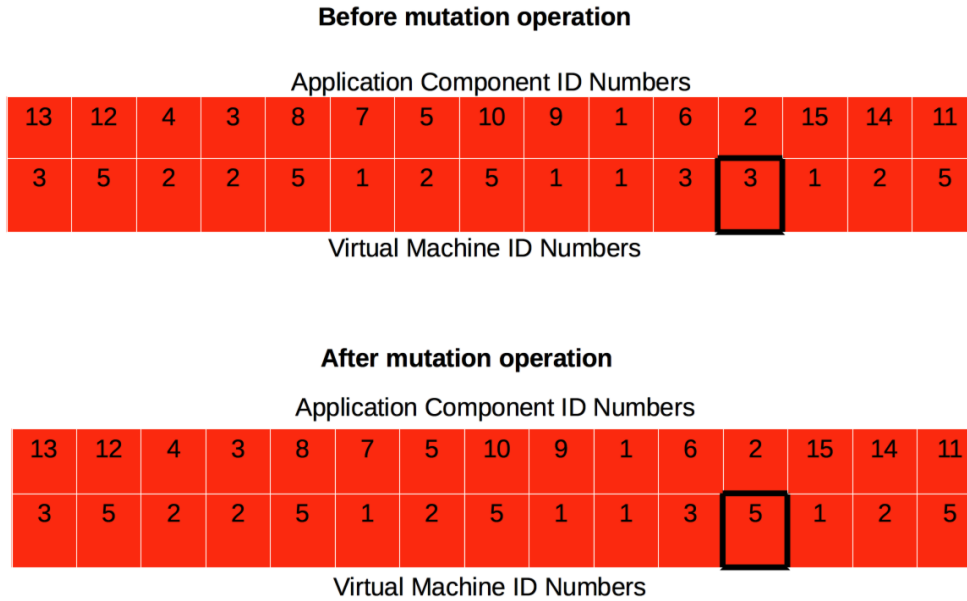 Before mutation operation
Application Component ID Numbers
13 12 4 3 8 7 5 10 9 1 6 2 15 14 11
3 5 2 2 5 1 2 5 1 1 3 3 1 2 5
Virtual Machine ID Numbers
After mutation operation
Application Component ID Numbers
13 12 4 3 8 7 5 10 9 1 6 2 15 14 11
3 5 2 2 5 1 2 5 1 1 3 5 1 2 5
Virtual Machine ID Numbers